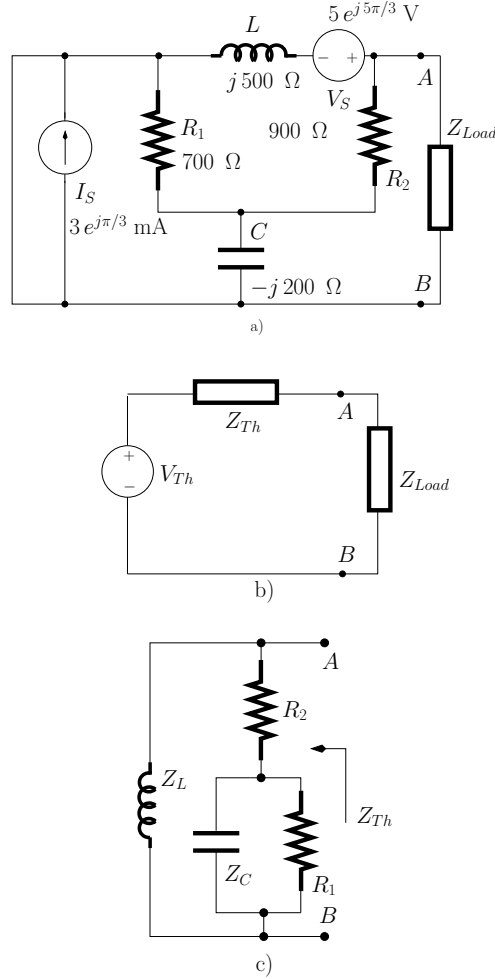 5 e^{j 5π/3} V
L
− +
j 500 Ω
V_S
A
900 Ω
R_1
Z_{Load}
700 Ω
R_2
I_S
3 e^{jπ/3} mA
C
−j 200 Ω
B
a)
Z_{Th}
A
+
−
V_{Th}
Z_{Load}
B
b)
A
R_2
Z_L
Z_{Th}
Z_C
R_1
B
c)